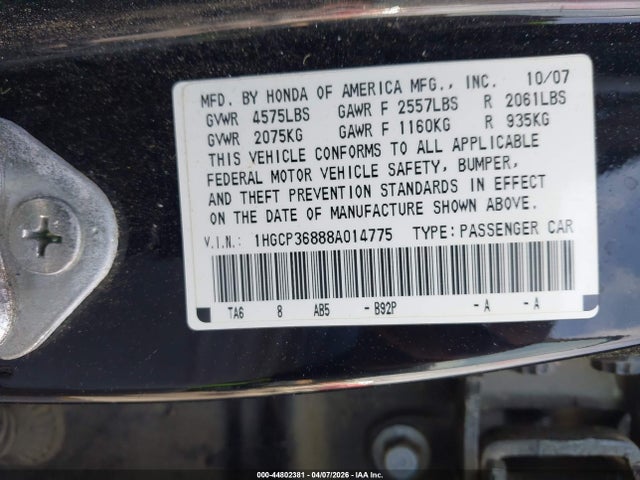 MFD. BY HONDA OF AMERICA MFG., INC. 10/07
GVWR 4575LBS GAWR F 2557LBS R 2061LBS
GVWR 2075KG GAWR F 1160KG R 935KG
THIS VEHICLE CONFORMS TO ALL APPLICABLE
FEDERAL MOTOR VEHICLE SAFETY, BUMPER,
AND THEFT PREVENTION STANDARDS IN EFFECT
ON THE DATE OF MANUFACTURE SHOWN ABOVE.
V.I.N.: 1HGCP36888A014775 TYPE: PASSENGER CAR
TA6 8 AB5 - B92P - A - A
000-44802381 - 04/07/2026 - IAA Inc.